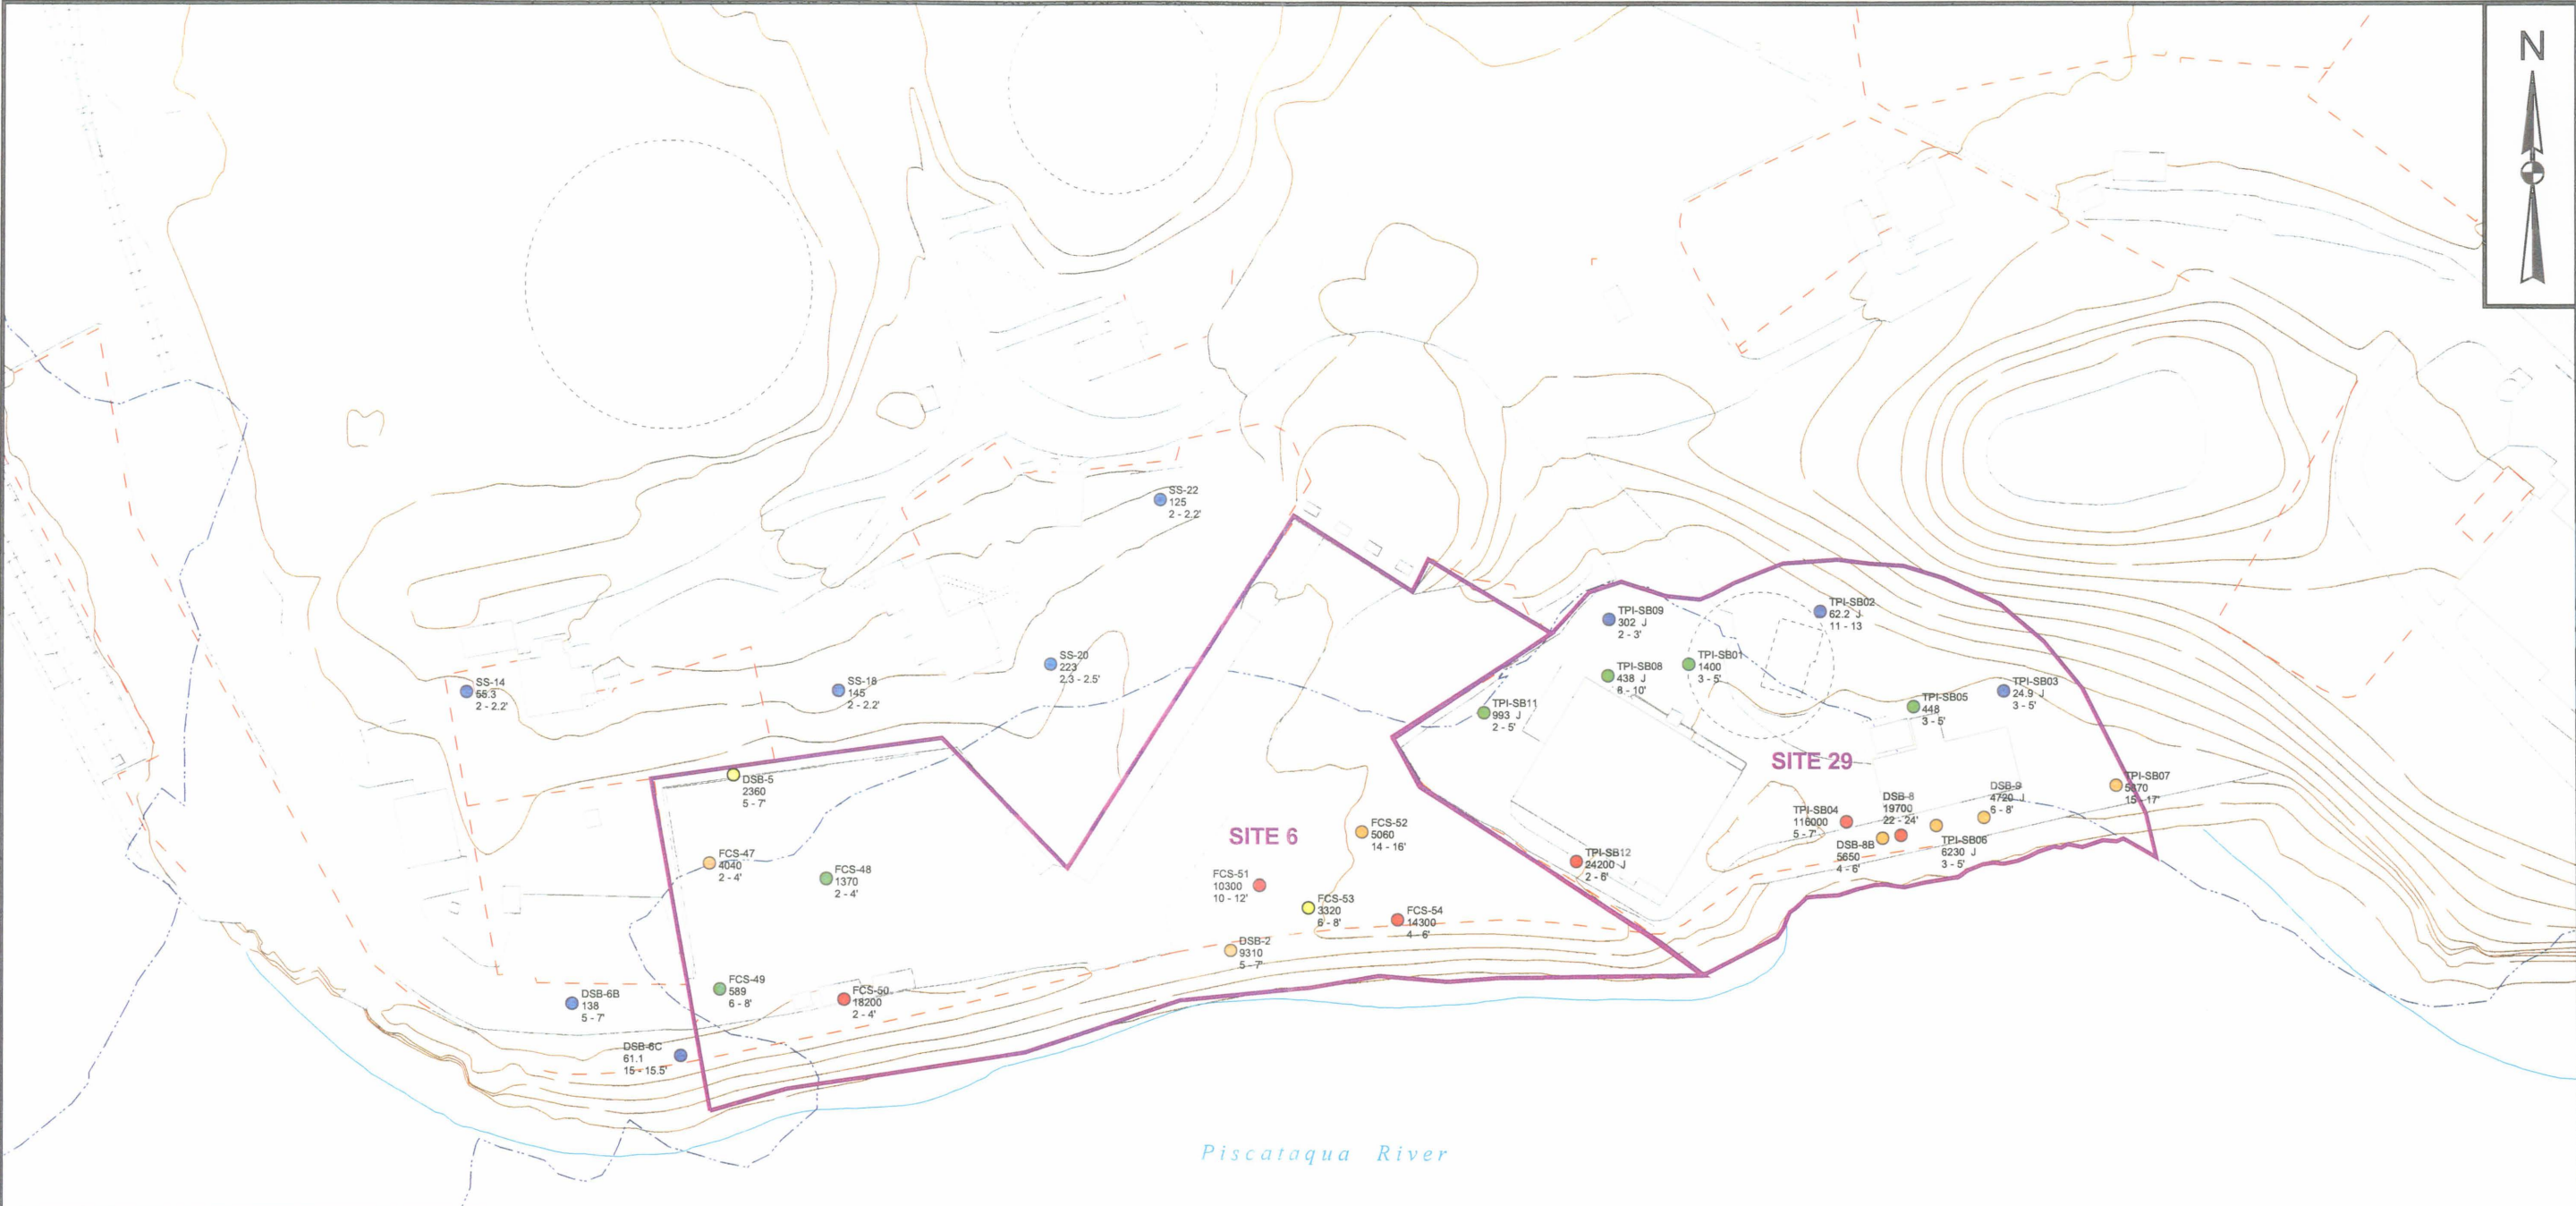 N
SS-22
125
2 - 2.2'
SS-14
55.3
2 - 2.2'
SS-18
145
2 - 2.2'
SS-20
223
2.3 - 2.5'
TPI-SB09
302 J
2 - 3'
TPI-SB02
62.2 J
11 - 13
TPI-SB08
438 J
8 - 10'
TPI-SB01
1400
3 - 5'
TPI-SB03
24.9 J
3 - 5'
TPI-SB11
993 J
2 - 5'
TPI-SB05
448
3 - 5'
SITE 29
DSB-5
2360
5 - 7'
TPI-SB07
15 - 17'
DSB-9
4720 J
6 - 8'
DSB-8
19700
22 - 24'
TPI-SB04
116000
5 - 7'
DSB-8B
5650
4 - 6'
TPI-SB06
6230 J
3 - 5'
SITE 6
FCS-52
5060
14 - 16'
FCS-47
4040
2 - 4'
FCS-48
1370
2 - 4'
TPI-SB12
24200 J
2 - 6'
FCS-51
10300
10 - 12'
FCS-53
3320
6 - 8'
FCS-54
14300
4 - 6'
DSB-2
9310
5 - 7'
FCS-49
589
6 - 8'
FCS-50
18200
2 - 4'
DSB-6B
138
5 - 7'
DSB-6C
61.1
15 - 15.5'
Piscataqua River